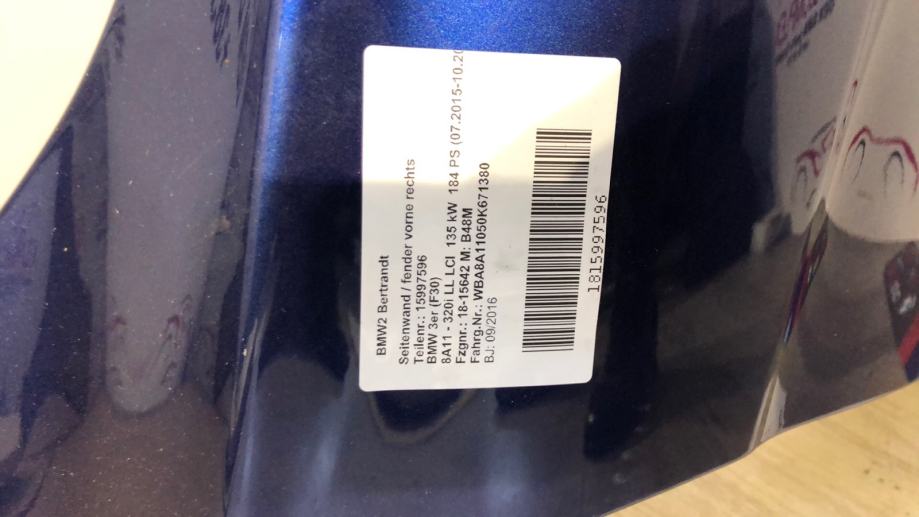 BMW2 Bertrandt
Seitenwand / fender vorne rechts
Teilenr.: 15997596
BMW 3er (F30)
8A11 - 320i LL LCI 135 kW 184 PS (07.2015-10.20
Fzgnr.: 18-15642 M: B48M
Fahrg.Nr.: WBA8A11050K671380
BJ: 09/2016
1815997596